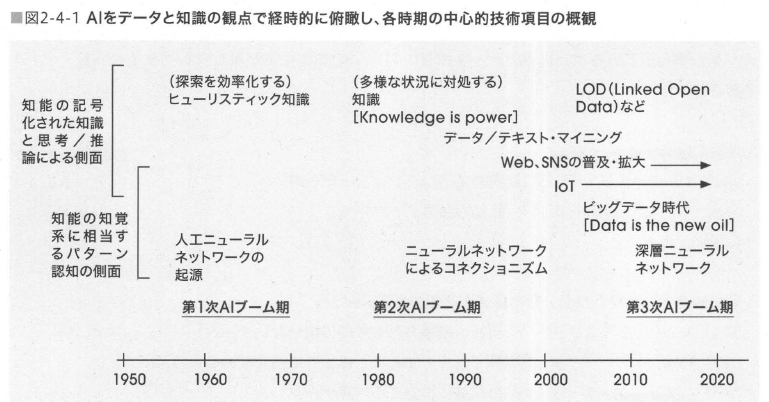 ■図2-4-1 AIをデータと知識の観点で経時的に俯瞰し、各時期の中心的技術項目の概観
知能の記号
化された知識
と思考／推
論による側面
(探索を効率化する)
ヒューリスティック知識
(多様な状況に対処する)
知識
[Knowledge is power]
LOD(Linked Open
Data)など
データ／テキスト・マイニング
Web、SNSの普及・拡大
IoT
知能の知覚
系に相当す
るパターン
認知の側面
ビッグデータ時代
[Data is the new oil]
人工ニューラル
ネットワークの
起源
ニューラルネットワーク
によるコネクショニズム
深層ニューラル
ネットワーク
第1次AIブーム期
第2次AIブーム期
第3次AIブーム期
1950 1960 1970 1980 1990 2000 2010 2020